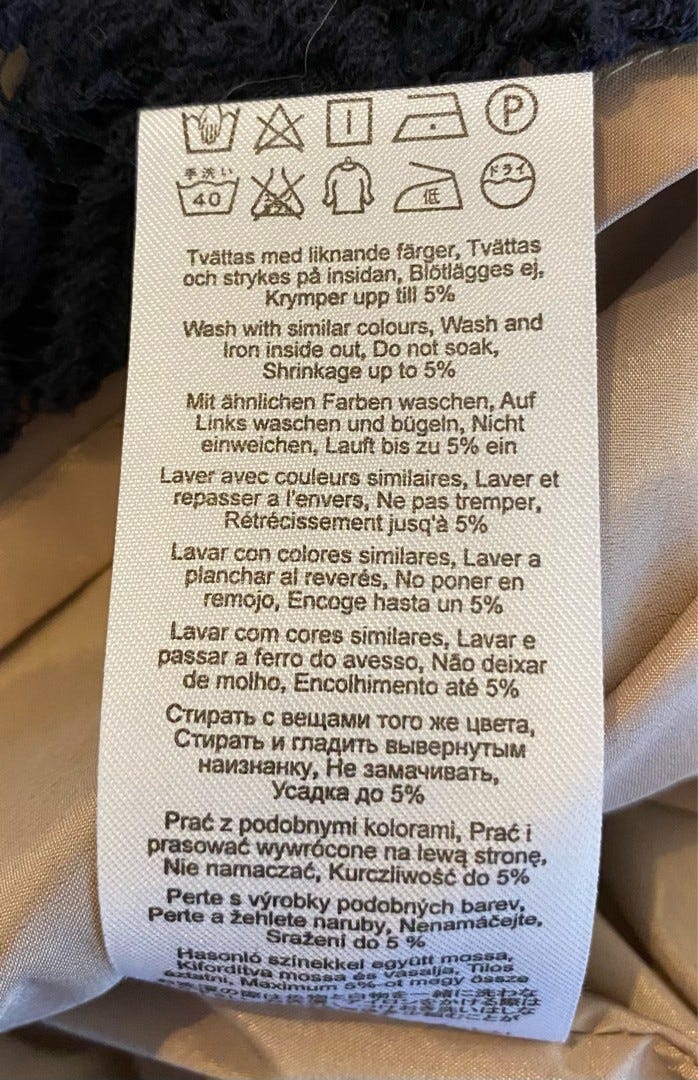 P
手洗い ドライ
40 低
Tvättas med liknande färger, Tvättas
och strykes på insidan, Blötlägges ej,
Krymper upp till 5%
Wash with similar colours, Wash and
Iron inside out, Do not soak,
Shrinkage up to 5%
Mit ähnlichen Farben waschen, Auf
Links waschen und bügeln, Nicht
einweichen, Lauft bis zu 5% ein
Laver avec couleurs similaires, Laver et
repasser a l'envers, Ne pas tremper,
Rétrécissement jusq'à 5%
Lavar con colores similares, Laver a
planchar al reverés, No poner en
remojo, Encoge hasta un 5%
Lavar com cores similares, Lavar e
passar a ferro do avesso, Não deixar
de molho, Encolhimento até 5%
Стирать с вещами того же цвета,
Стирать и гладить вывернутым
наизнанку, Не замачивать,
Усадка до 5%
Prać z podobnymi kolorami, Prać i
prasować wywrócone na lewą stronę,
Nie namaczać, Kurczliwość do 5%
Perte s výrobky podobných barev,
Perte a žehlete naruby, Nenamáčejte,
Sražení do 5 %
Hasonló színekkel együtt mossa,
Kifordítva mossa és vasalja, Tilos
áztatni, Maximum 5%-ot megy össze